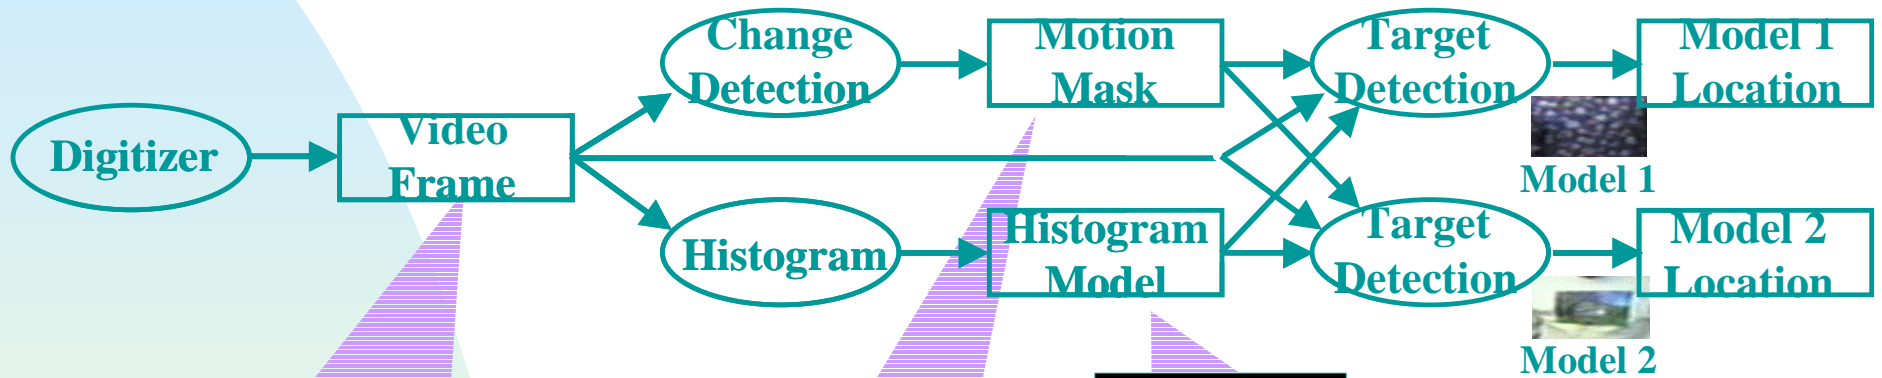 Digitizer
Video
Frame
Change
Detection
Histogram
Motion
Mask
Histogram
Model
Target
Detection
Target
Detection
Model 1
Location
Model 1
Model 2
Location
Model 2